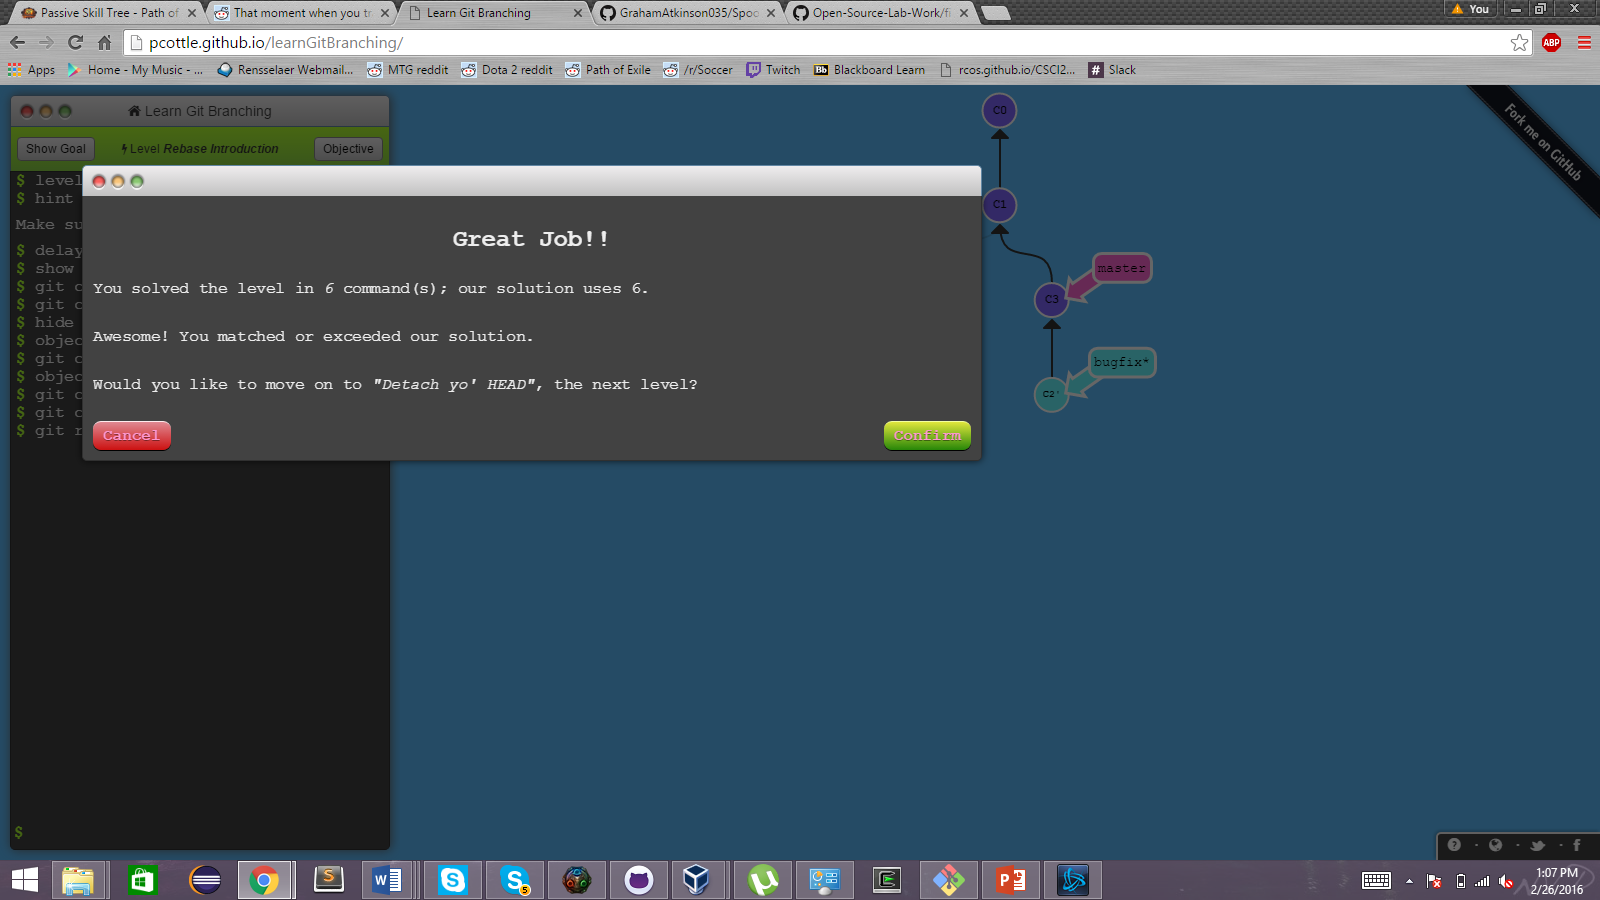 Passive Skill Tree - Path of
That moment when you tr
Learn Git Branching
GrahamAtkinson035/Spoo
Open-Source-Lab-Work/fi
You
pcottle.github.io/learnGitBranching/
ABP
Apps
Home - My Music - ...
Rensselaer Webmail...
MTG reddit
Dota 2 reddit
Path of Exile
/r/Soccer
Twitch
Bb Blackboard Learn
rcos.github.io/CSCI2...
# Slack
Learn Git Branching
Show Goal
Level Rebase Introduction
Objective
$ level
$ hint
Make su
$ delay
$ show
$ git c
$ git c
$ hide
$ objec
$ git c
$ objec
$ git c
$ git c
$ git r
$
Great Job!!
You solved the level in 6 command(s); our solution uses 6.
Awesome! You matched or exceeded our solution.
Would you like to move on to "Detach yo' HEAD", the next level?
Cancel
Confirm
C0
C1
C3
master
C2'
bugfix*
Fork me on GitHub
5
1:07 PM
2/26/2016